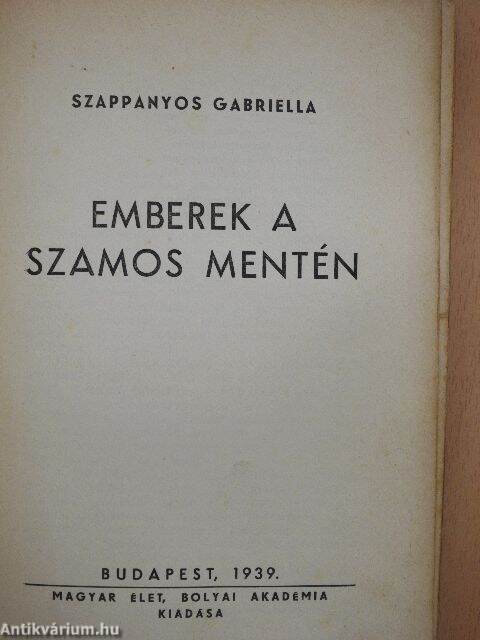 SZAPPANYOS GABRIELLA
EMBEREK A
SZAMOS MENTÉN
BUDAPEST, 1939.
MAGYAR ÉLET, BOLYAI AKADÉMIA
KIADÁSA
Antikvárium.hu